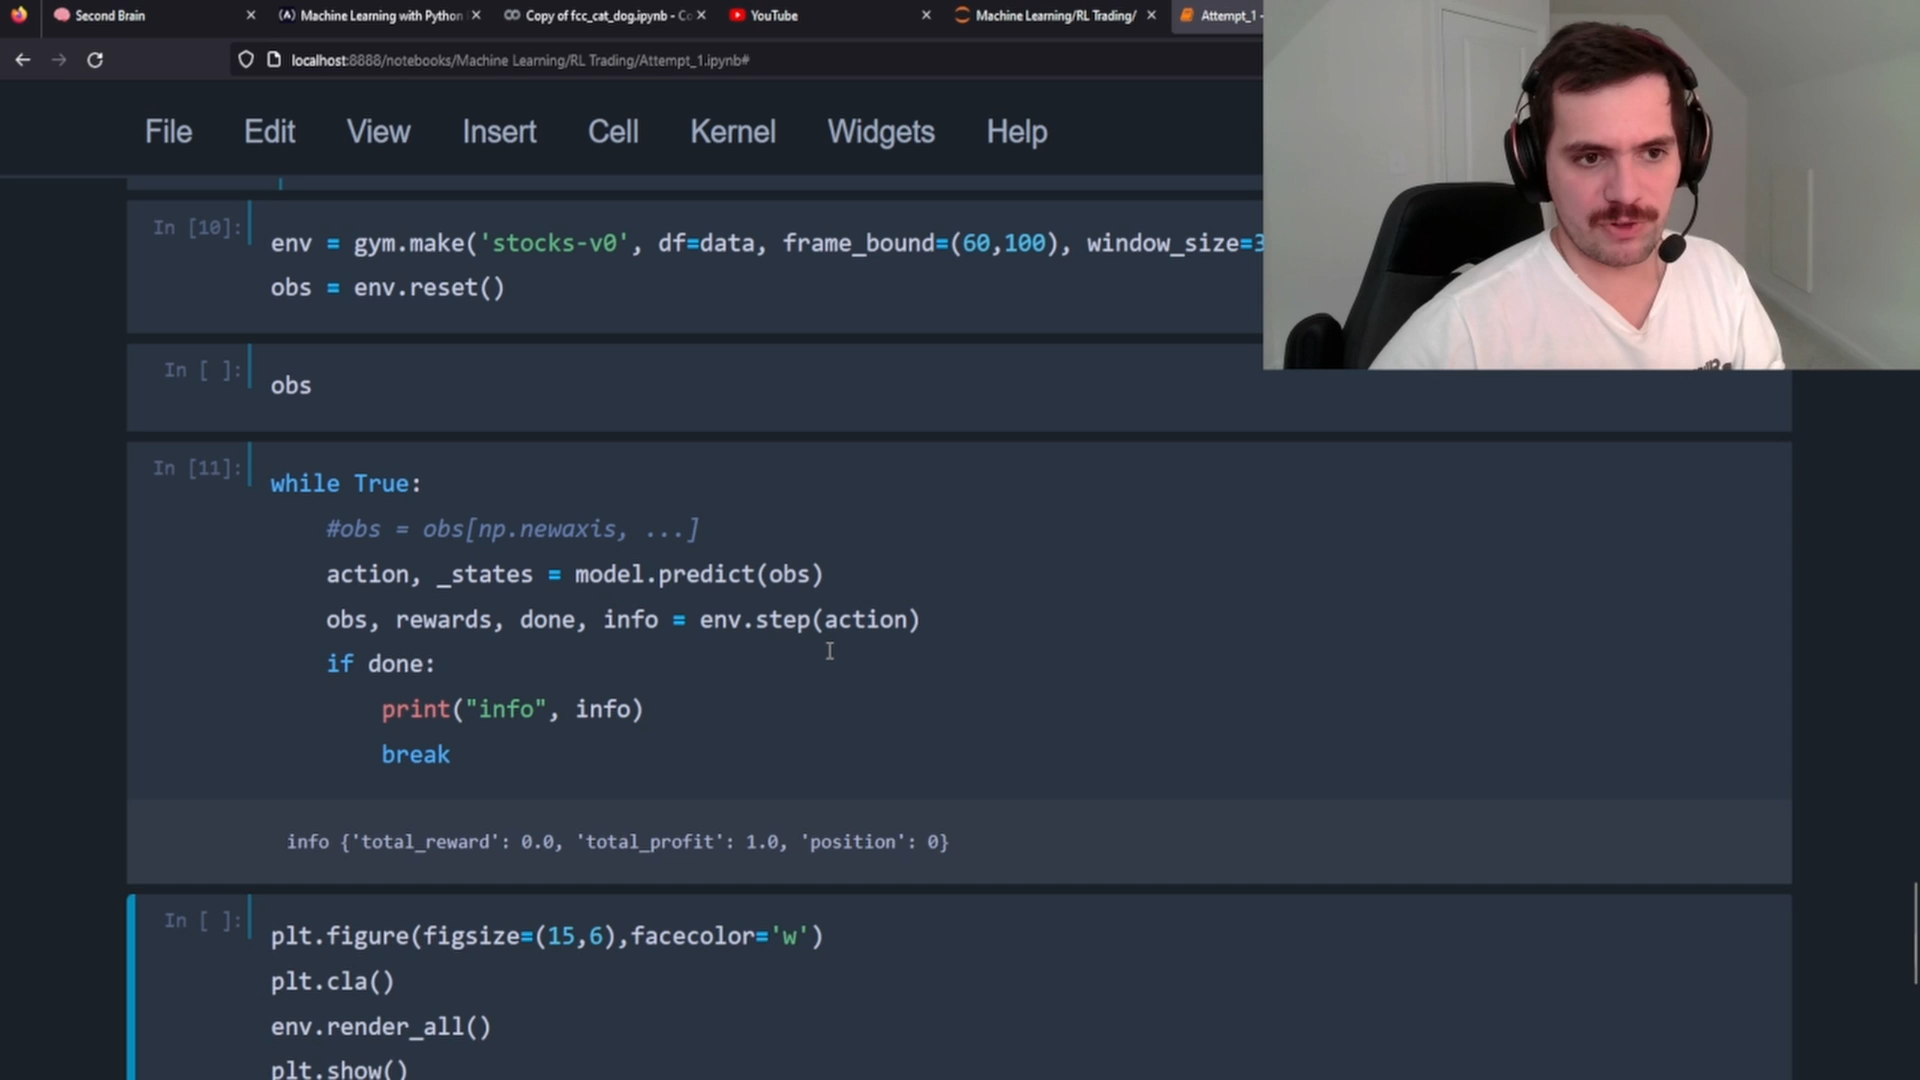 Second Brain
Machine Learning with Python
Copy of fcc_cat_dog.ipynb - Co
YouTube
Machine Learning/RL Trading/
Attempt_1 -
localhost:8888/notebooks/Machine Learning/RL Trading/Attempt_1.ipynb#
File Edit View Insert Cell Kernel Widgets Help
In [10]:
env = gym.make('stocks-v0', df=data, frame_bound=(60,100), window_size=3
obs = env.reset()
In [ ]:
obs
In [11]:
while True:
#obs = obs[np.newaxis, ...]
action, _states = model.predict(obs)
obs, rewards, done, info = env.step(action)
if done:
print("info", info)
break
info {'total_reward': 0.0, 'total_profit': 1.0, 'position': 0}
In [ ]:
plt.figure(figsize=(15,6),facecolor='w')
plt.cla()
env.render_all()
plt.show()